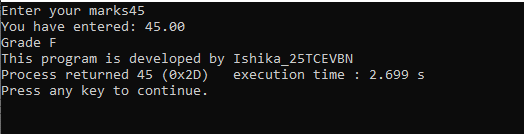 Enter your marks45
You have entered: 45.00
Grade F
This program is developed by Ishika_25TCEVBN
Process returned 45 (0x2D)   execution time : 2.699 s
Press any key to continue.